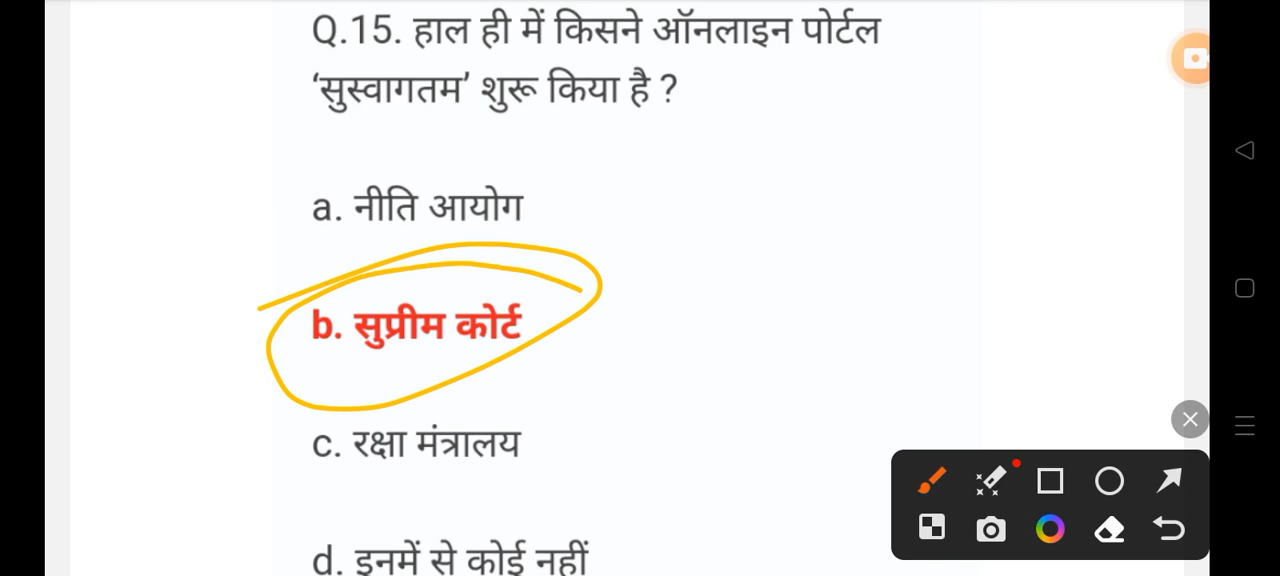 Q.15. हाल ही में किसने ऑनलाइन पोर्टल
‘सुस्वागतम’ शुरू किया है ?
a. नीति आयोग
b. सुप्रीम कोर्ट
c. रक्षा मंत्रालय
d. इनमें से कोई नहीं